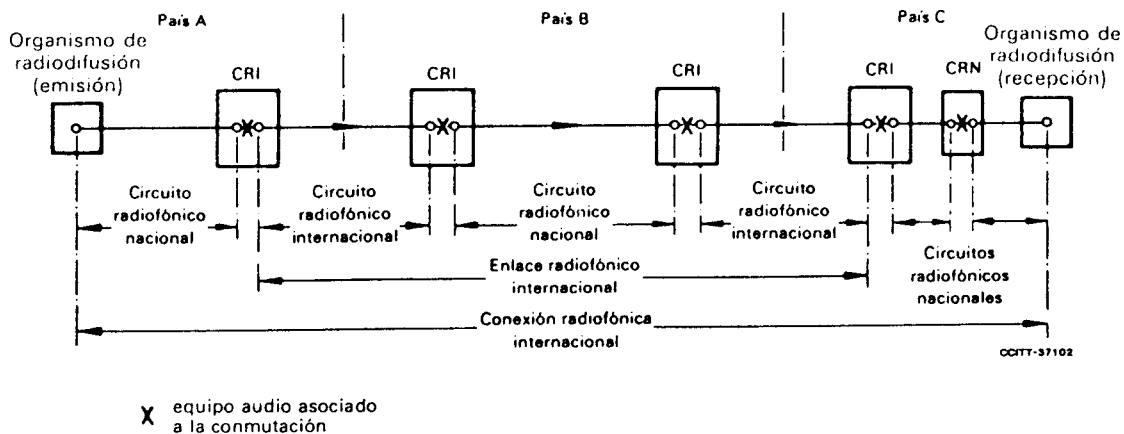 País A
País B
País C
Organismo de
radiodifusión
(emisión)
CRI
CRI
CRI
CRI
CRN
Organismo de
radiodifusión
(recepción)
Circuito
radiofónico
nacional
Circuito
radiofónico
internacional
Circuito
radiofónico
nacional
Circuito
radiofónico
internacional
Circuitos
radiofónicos
nacionales
Enlace radiofónico
internacional
Conexión radiofónica
internacional
CCITT-37102
X equipo audio asociado
a la conmutación